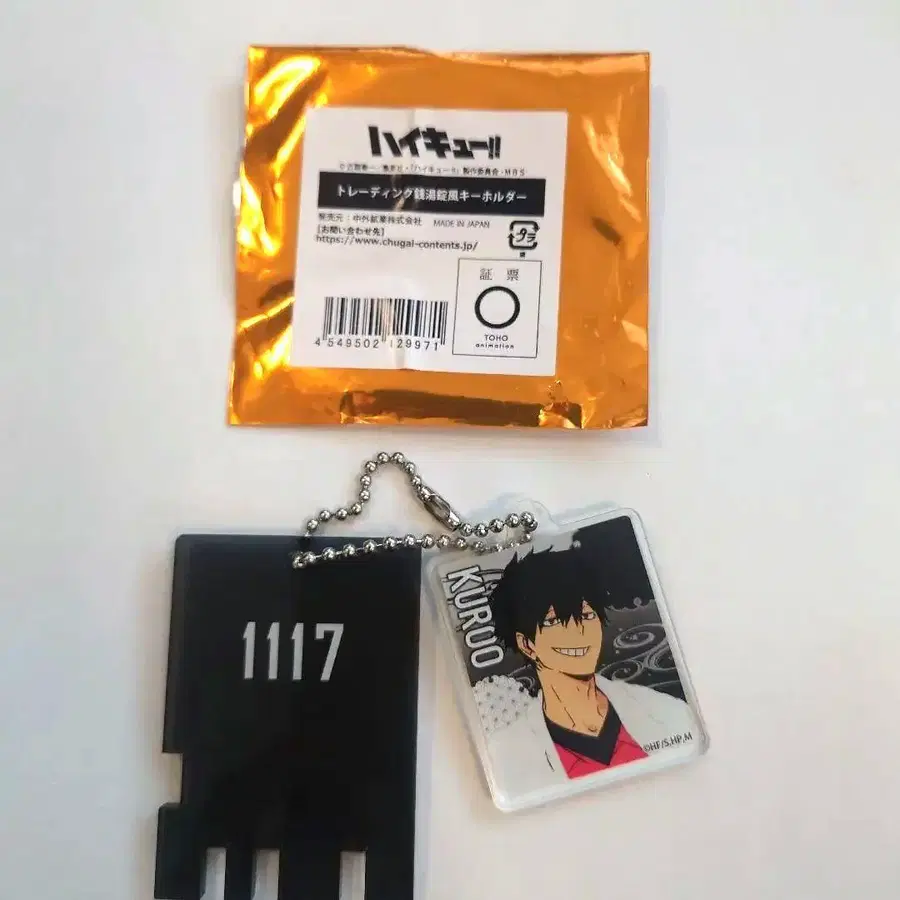 ハイキュー!!
©古舘春一/集英社・「ハイキュー!!」製作委員会・MBS
トレーディング銭湯錠風キーホルダー
発売元:中外鉱業株式会社 MADE IN JAPAN
[お問い合わせ先]
https://www.chugai-contents.jp/
プラ
証 票
TOHO
animation
4 549502 129971
KUROO
1117
©HF/S,HP,M